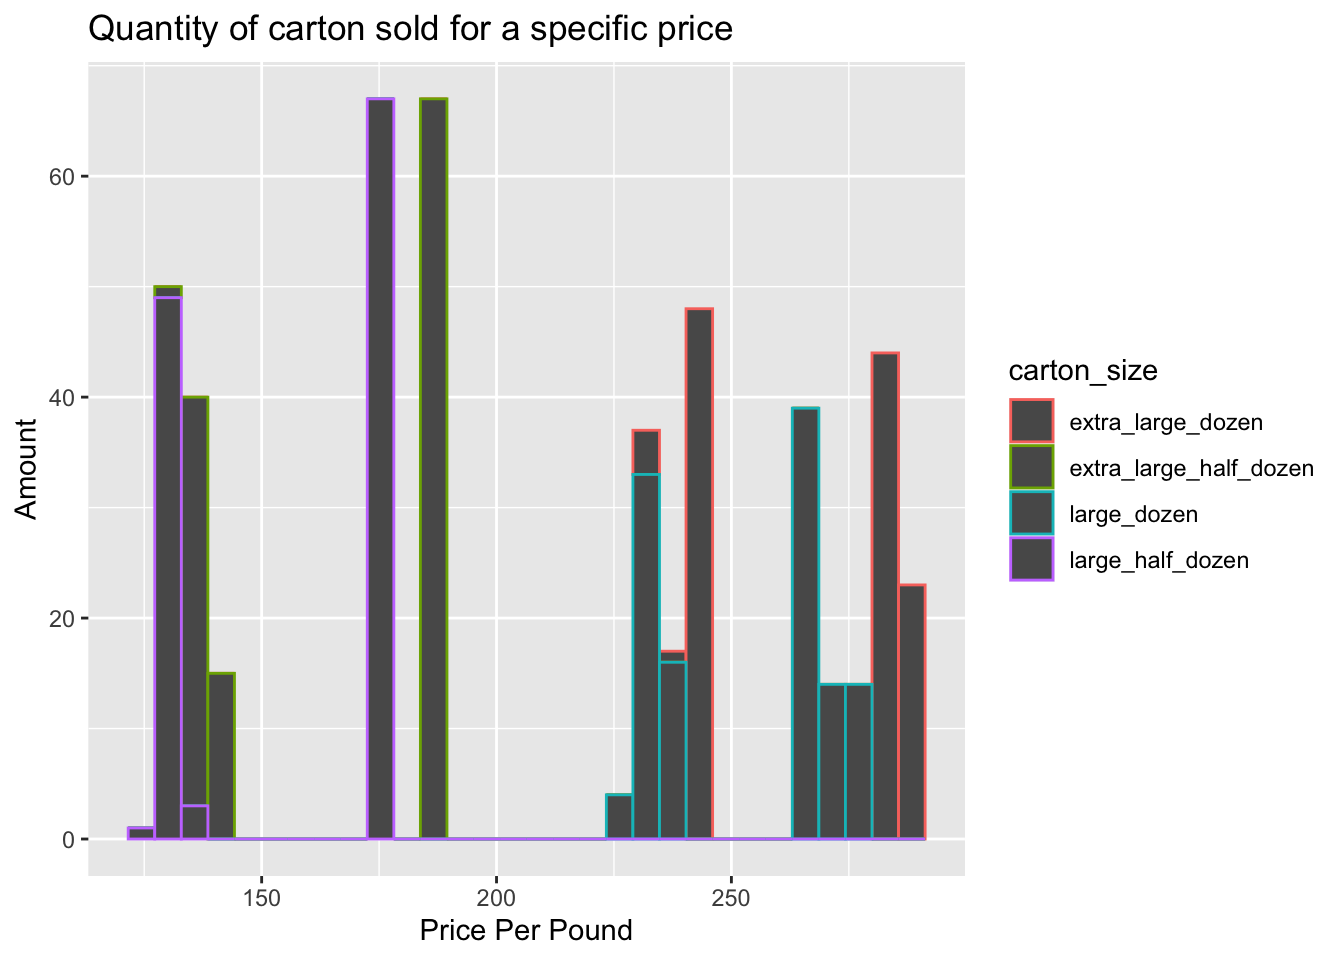 Quantity of carton sold for a specific price
60
40
20
0
Amount
150
200
250
Price Per Pound
carton_size
extra_large_dozen
extra_large_half_dozen
large_dozen
large_half_dozen